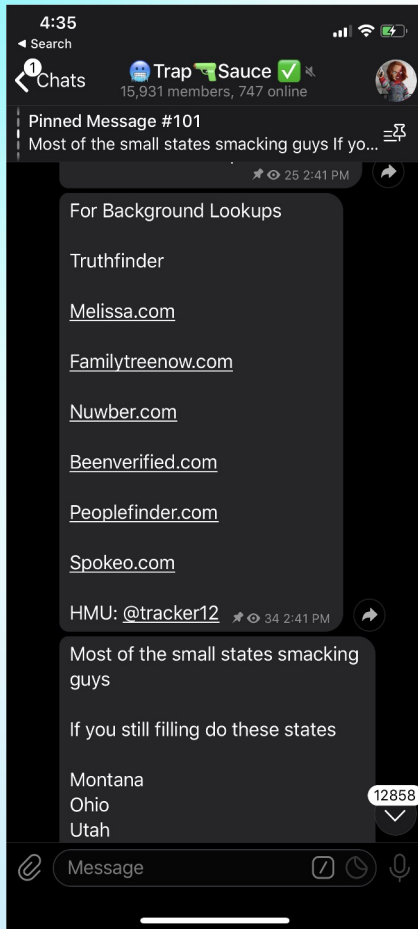 4:35
Search
1
Chats
🥶Trap🔫Sauce ✅
15,931 members, 747 online
Pinned Message #101
Most of the small states smacking guys If yo...
25 2:41 PM
For Background Lookups
Truthfinder
Melissa.com
Familytreenow.com
Nuwber.com
Beenverified.com
Peoplefinder.com
Spokeo.com
HMU: @tracker12
34 2:41 PM
Most of the small states smacking
guys
If you still filling do these states
Montana
Ohio
Utah
12858
Message